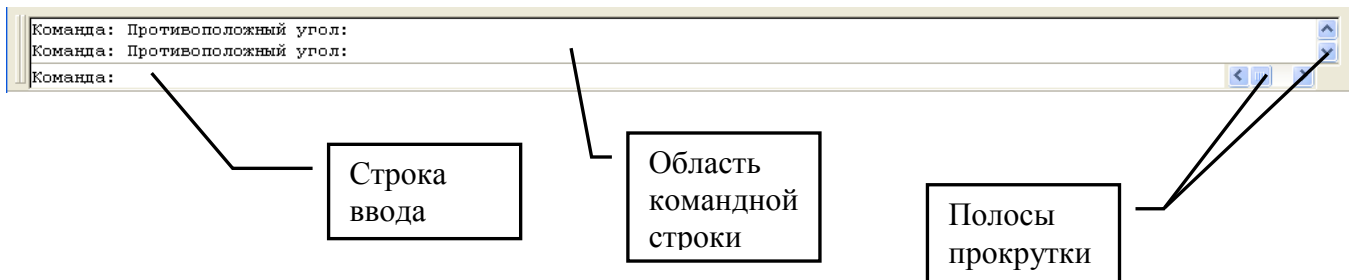 Команда: Противоположный угол:
Команда: Противоположный угол:
Команда:
Строка
ввода
Область
командной
строки
Полосы
прокрутки